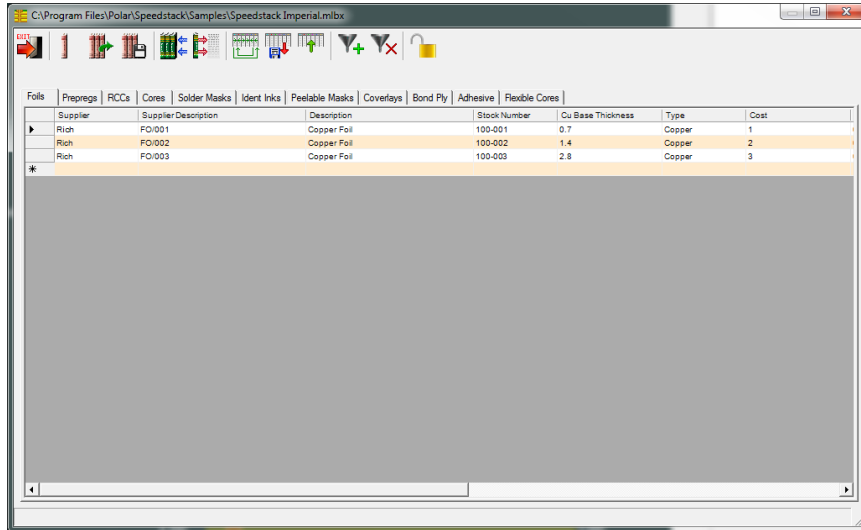 C:\Program Files\Polar\Speedstack\Samples\Speedstack Imperial.mlbx
EXIT
Foils Prepregs RCCs Cores Solder Masks Ident Inks Peelable Masks Coverlays Bond Ply Adhesive Flexible Cores
Supplier Supplier Description Description Stock Number Cu Base Thickness Type Cost
Rich FO/001 Copper Foil 100-001 0.7 Copper 1
Rich FO/002 Copper Foil 100-002 1.4 Copper 2
Rich FO/003 Copper Foil 100-003 2.8 Copper 3